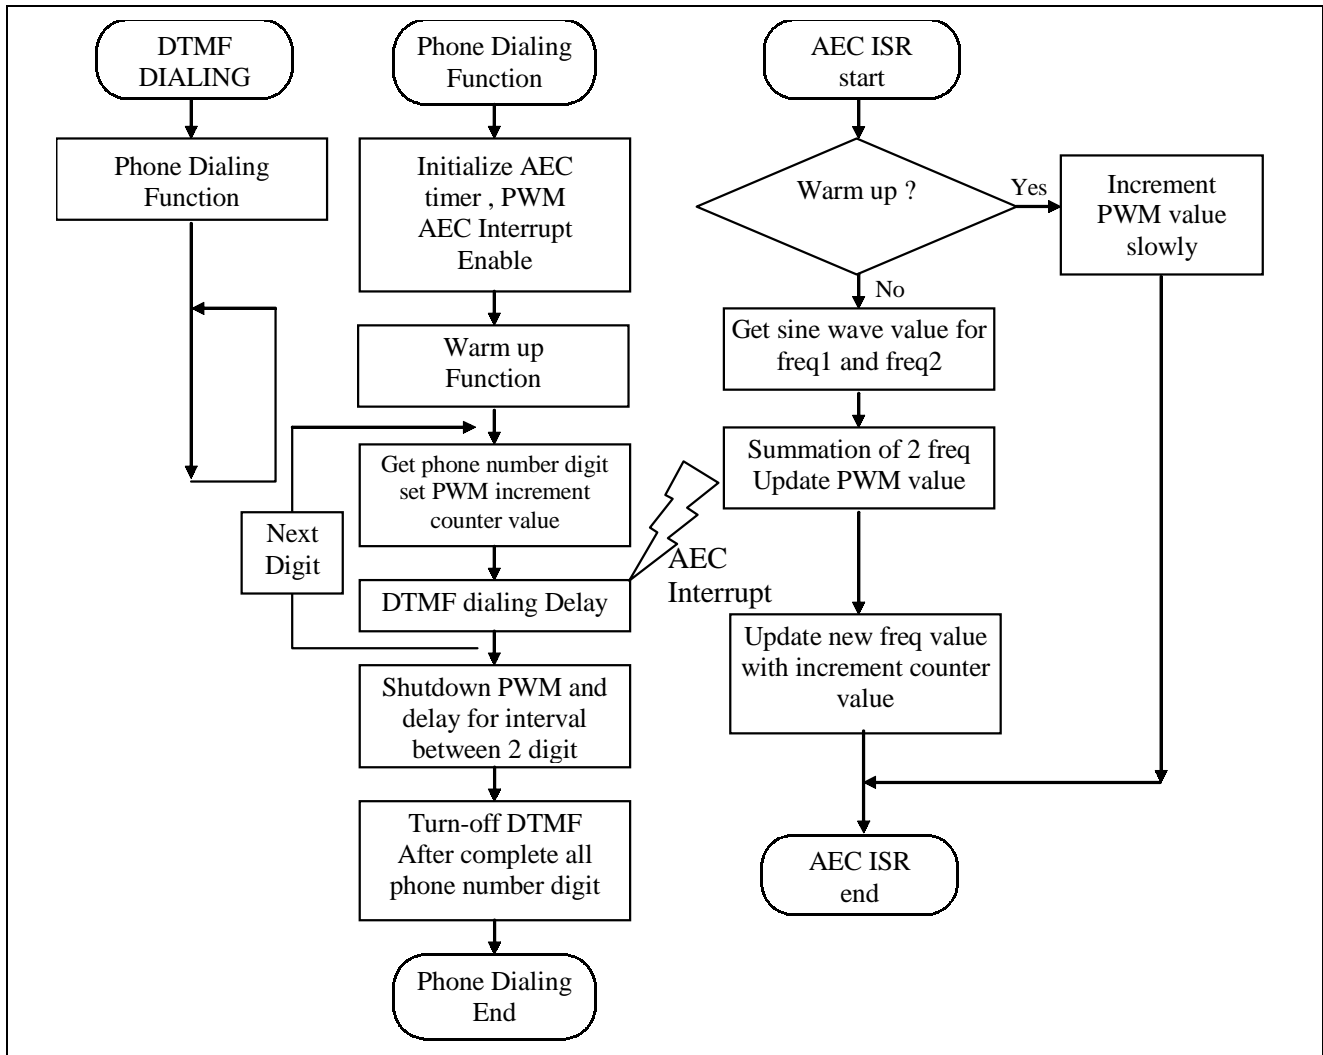 DTMF
DIALING
Phone Dialing
Function
Phone Dialing
Function
Initialize AEC
timer , PWM
AEC Interrupt
Enable
Warm up
Function
Get phone number digit
set PWM increment
counter value
Next
Digit
DTMF dialing Delay
AEC
Interrupt
Shutdown PWM and
delay for interval
between 2 digit
Turn-off DTMF
After complete all
phone number digit
Phone Dialing
End
AEC ISR
start
Warm up ?
Yes
Increment
PWM value
slowly
No
Get sine wave value for
freq1 and freq2
Summation of 2 freq
Update PWM value
Update new freq value
with increment counter
value
AEC ISR
end